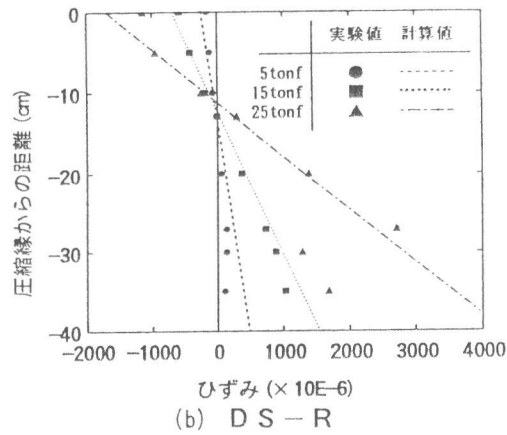 実験値 計算値
5tonf
15tonf
25tonf
0
-10
-20
-30
-40
圧縮縁からの距離 (cm)
-2000 -1000 0 1000 2000 3000 4000
ひずみ (× 10E-6)
(b) DS-R